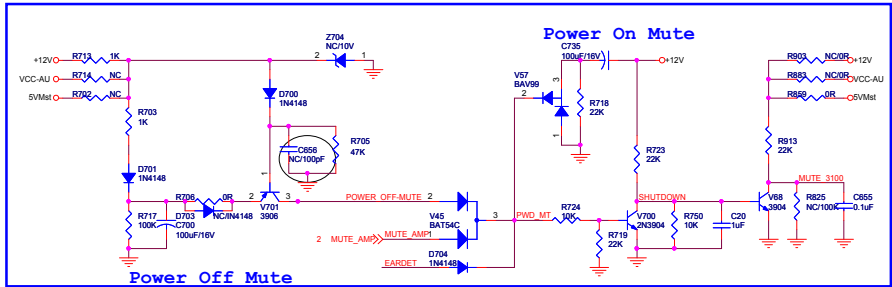 Power On Mute
+12V
R713
1K
VCC-AU
R714
NC
5VMst
R702
NC
Z704
NC/10V
2
1
D700
1N4148
R703
1K
D701
1N4148
C656
NC/100pF
R705
47K
R706
0R
NC/IN4148
R717
100K
D703
C700
100uF/16V
1
2
3
V701
3906
POWER OFF-MUTE
2
V45
BAT54C
3
2
MUTE_AMP
MUTE_AMP
1
EARDET
D704
1N4148
V57
BAV99
2
3
1
C735
100uF/16V
R718
22K
+12V
R723
22K
PWD_MT
R724
10K
R719
22K
SHUTDOWN
V700
2N3904
R750
10K
C20
1uF
R903
NC/0R
+12V
R883
NC/0R
VCC-AU
R859
0R
5VMst
R913
22K
MUTE_3100
V68
3904
R825
NC/100K
C655
0.1uF
Power Off Mute